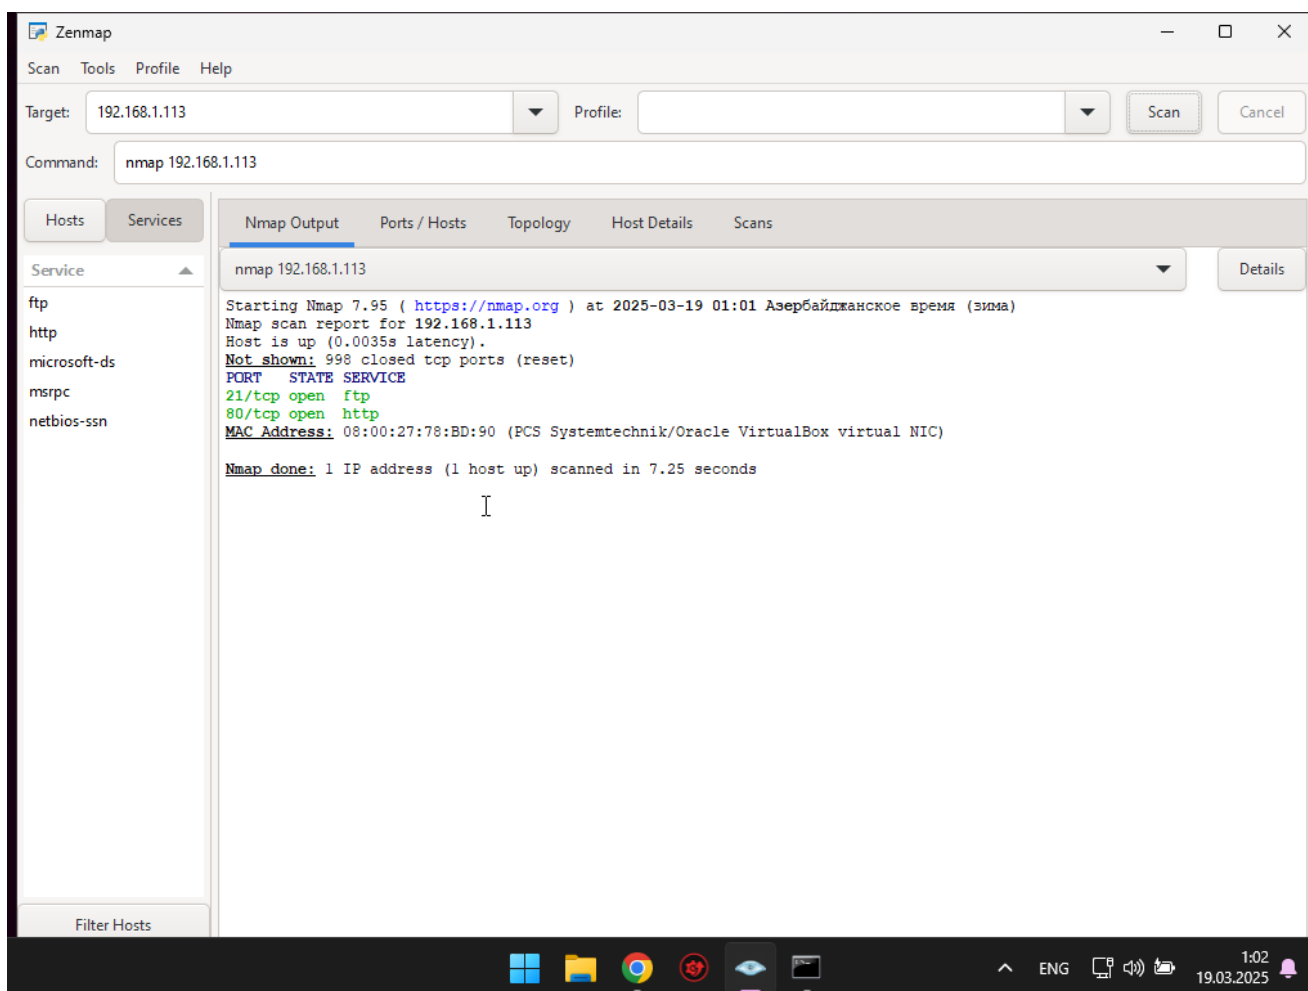 Zenmap
Scan Tools Profile Help
Target: 192.168.1.113 Profile: Scan Cancel
Command: nmap 192.168.1.113
Hosts Services Nmap Output Ports / Hosts Topology Host Details Scans
Service
nmap 192.168.1.113 Details
ftp
http
microsoft-ds
msrpc
netbios-ssn
Starting Nmap 7.95 ( https://nmap.org ) at 2025-03-19 01:01 Азербайджанское время (зима)
Nmap scan report for 192.168.1.113
Host is up (0.0035s latency).
Not shown: 998 closed tcp ports (reset)
PORT STATE SERVICE
21/tcp open ftp
80/tcp open http
MAC Address: 08:00:27:78:BD:90 (PCS Systemtechnik/Oracle VirtualBox virtual NIC)
Nmap done: 1 IP address (1 host up) scanned in 7.25 seconds
Filter Hosts
ENG
1:02
19.03.2025